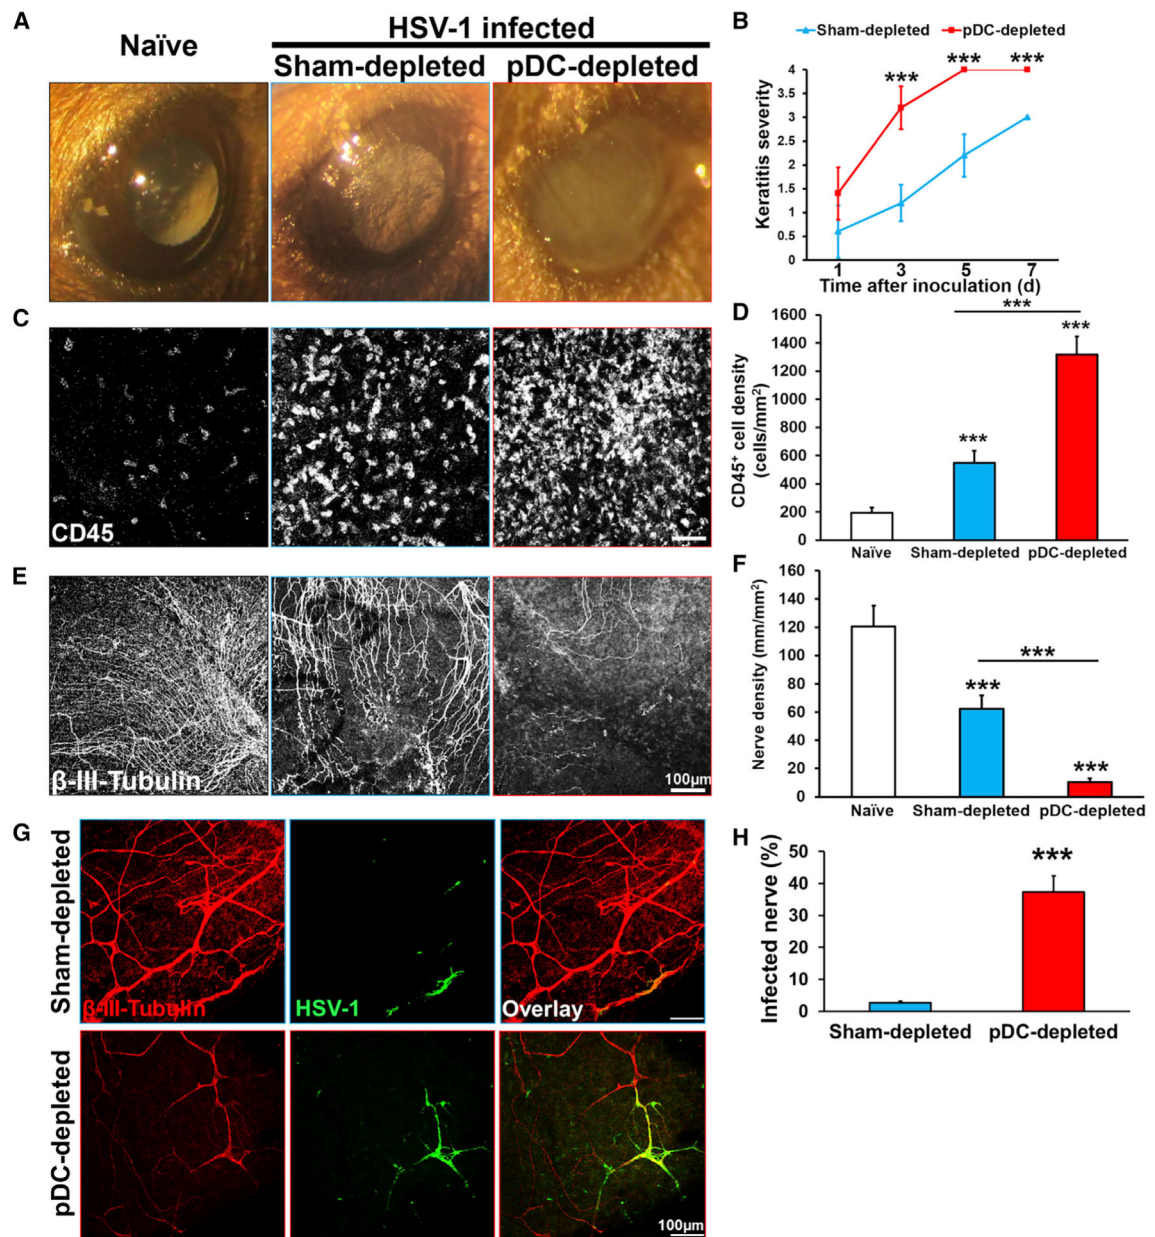 A
Naïve
HSV-1 infected
Sham-depleted
pDC-depleted
B
Sham-depleted
pDC-depleted
***
***
***
Keratitis severity
4
3.5
3
2.5
2
1.5
1
0.5
0
1
3
5
7
Time after inoculation (d)
C
CD45
D
***
***
***
CD45⁺ cell density
(cells/mm²)
1600
1400
1200
1000
800
600
400
200
0
Naïve
Sham-depleted
pDC-depleted
E
β-III-Tubulin
100µm
F
***
***
***
Nerve density (mm/mm²)
160
140
120
100
80
60
40
20
0
Naïve
Sham-depleted
pDC-depleted
G
Sham-depleted
β-III-Tubulin
HSV-1
Overlay
pDC-depleted
100µm
H
***
Infected nerve (%)
50
40
30
20
10
0
Sham-depleted
pDC-depleted